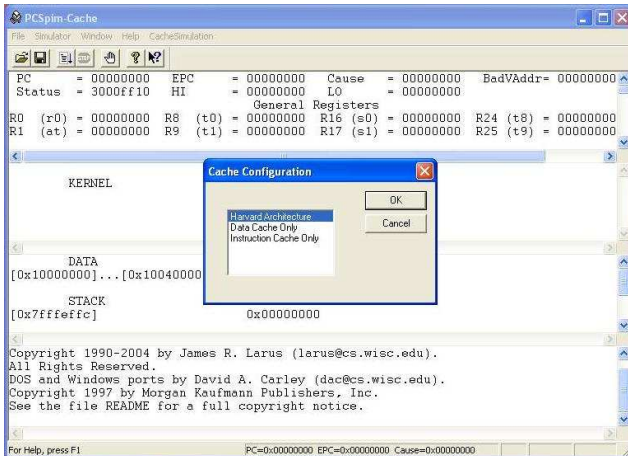 PCSpim-Cache
File Simulator Window Help CacheSimulation
PC = 00000000 EPC = 00000000 Cause = 00000000 BadVAddr= 00000000
Status = 3000ff10 HI = 00000000 LO = 00000000
General Registers
R0 (r0) = 00000000 R8 (t0) = 00000000 R16 (s0) = 00000000 R24 (t8) = 00000000
R1 (at) = 00000000 R9 (t1) = 00000000 R17 (s1) = 00000000 R25 (t9) = 00000000
KERNEL
Cache Configuration
Harvard Architecture
Data Cache Only
Instruction Cache Only
OK
Cancel
DATA
[0x10000000]...[0x10040000
STACK
[0x7fffeffc] 0x00000000
Copyright 1990-2004 by James R. Larus (larus@cs.wisc.edu).
All Rights Reserved.
DOS and Windows ports by David A. Carley (dac@cs.wisc.edu).
Copyright 1997 by Morgan Kaufmann Publishers, Inc.
See the file README for a full copyright notice.
For Help, press F1
PC=0x00000000 EPC=0x00000000 Cause=0x00000000